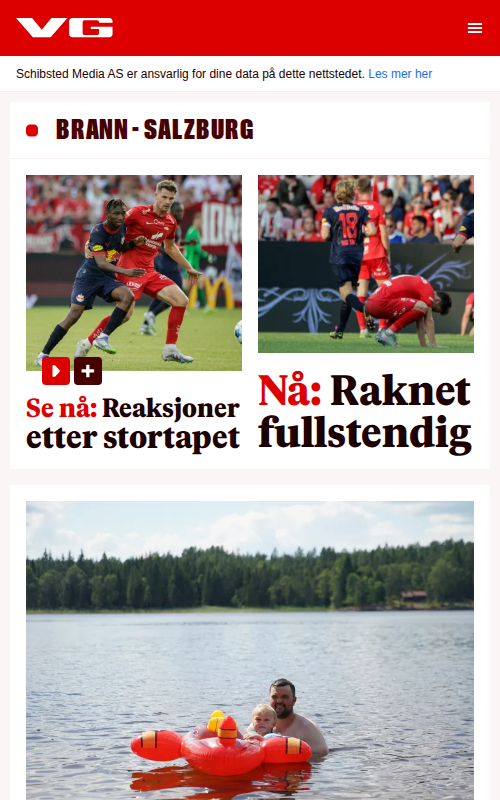 VG
Schibsted Media AS er ansvarlig for dine data på dette nettstedet. Les mer her
BRANN - SALZBURG
18
Se nå: Reaksjoner
etter stortapet
Nå: Raknet
fullstendig